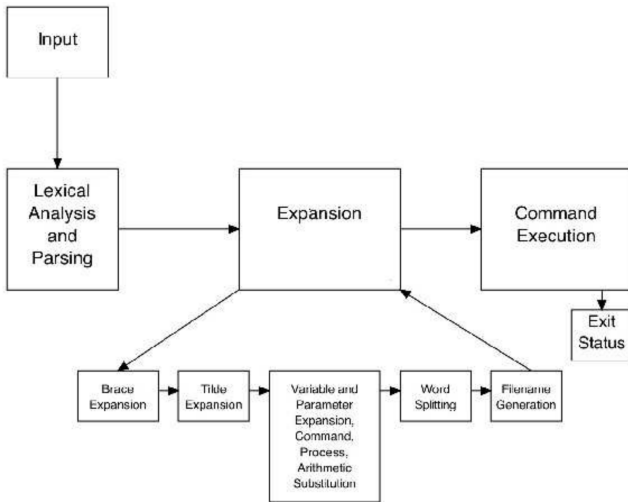 Input
Lexical
Analysis
and
Parsing
Expansion
Command
Execution
Exit
Status
Brace
Expansion
Tilde
Expansion
Variable and
Parameter
Expansion,
Command,
Process,
Arithmetic
Substitution
Word
Splitting
Filename
Generation